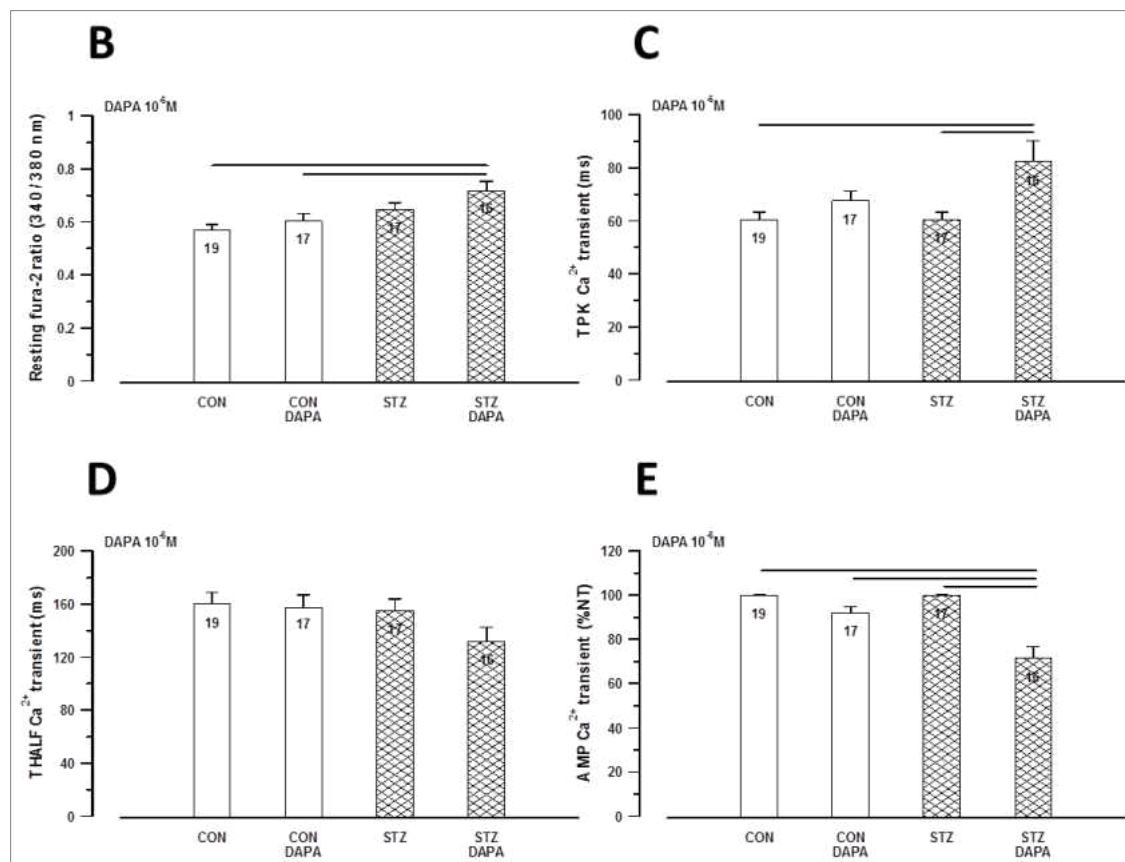 B
DAPA 10⁻⁶M
Resting fura-2 ratio (340/380 nm)
1
0.8
0.6
0.4
0.2
0
19
17
17
CON
CON
DAPA
STZ
STZ
DAPA
C
DAPA 10⁻⁶M
TPK Ca²⁺ transient (ms)
100
80
60
40
20
0
19
17
17
CON
CON
DAPA
STZ
STZ
DAPA
D
DAPA 10⁻⁶M
THALF Ca²⁺ transient (ms)
200
160
120
80
40
0
19
17
17
CON
CON
DAPA
STZ
STZ
DAPA
E
DAPA 10⁻⁶M
AMP Ca²⁺ transient (%NT)
120
100
80
60
40
20
0
19
17
17
CON
CON
DAPA
STZ
STZ
DAPA